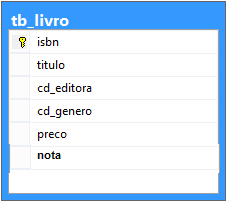 tb_livro
isbn
titulo
cd_editora
cd_genero
preco
nota